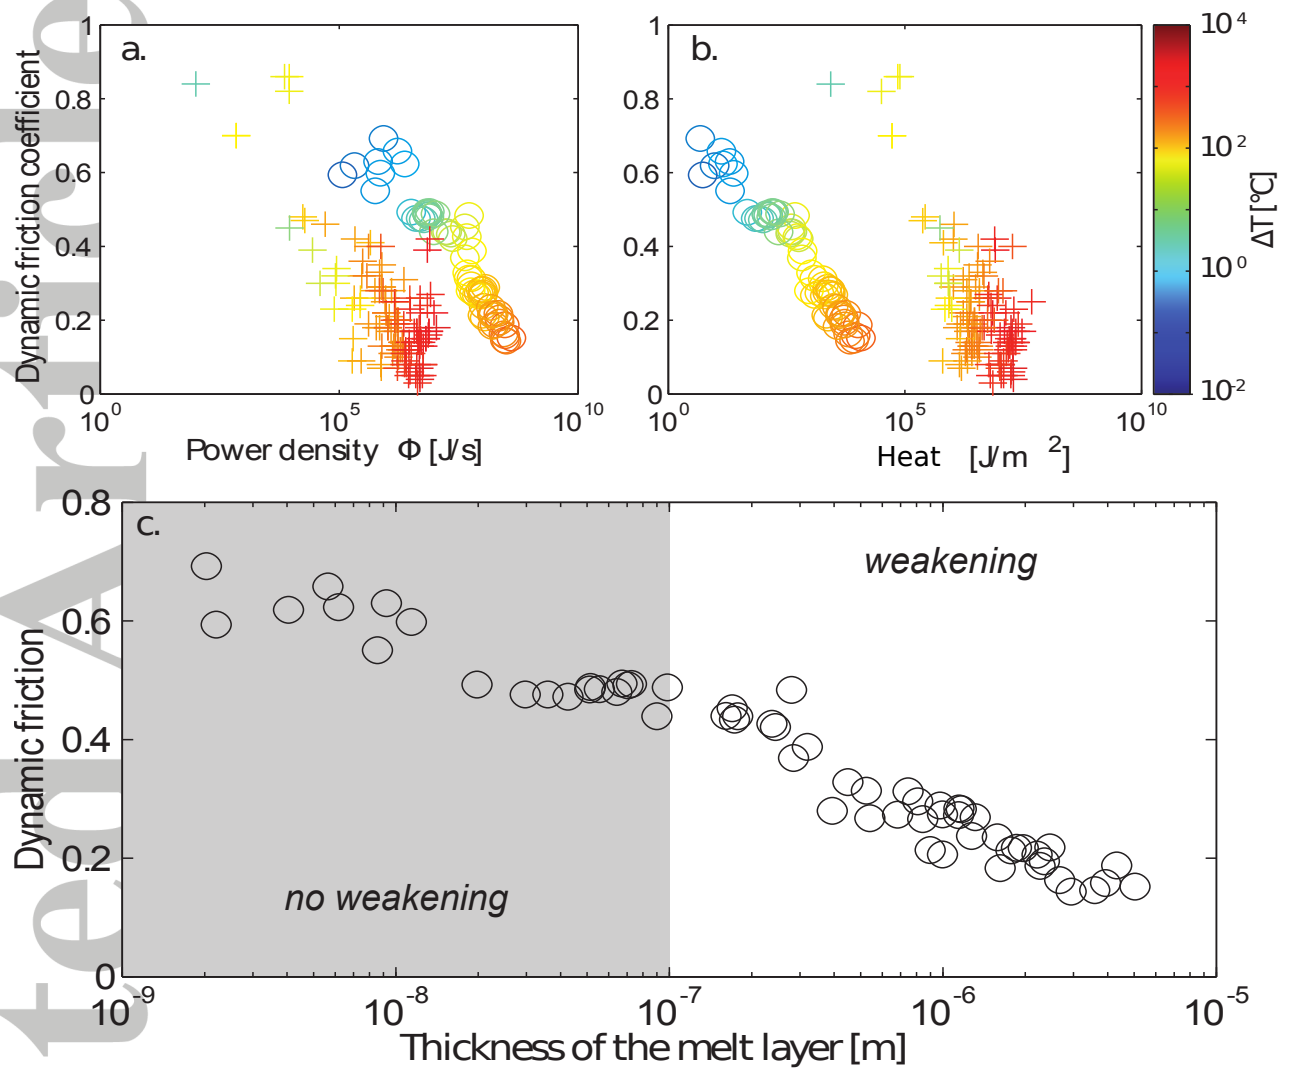 a.
b.
1
0.8
0.6
0.4
0.2
0
Dynamic friction coefficient
10^0
10^5
10^10
Power density Φ [J/s]
1
0.8
0.6
0.4
0.2
0
10^0
10^5
10^10
Heat [J/m^2]
10^4
10^2
10^0
10^-2
ΔT [°C]
c.
weakening
no weakening
0.8
0.6
0.4
0.2
0
Dynamic friction
10^-9
10^-8
10^-7
10^-6
10^-5
Thickness of the melt layer [m]
ted Article